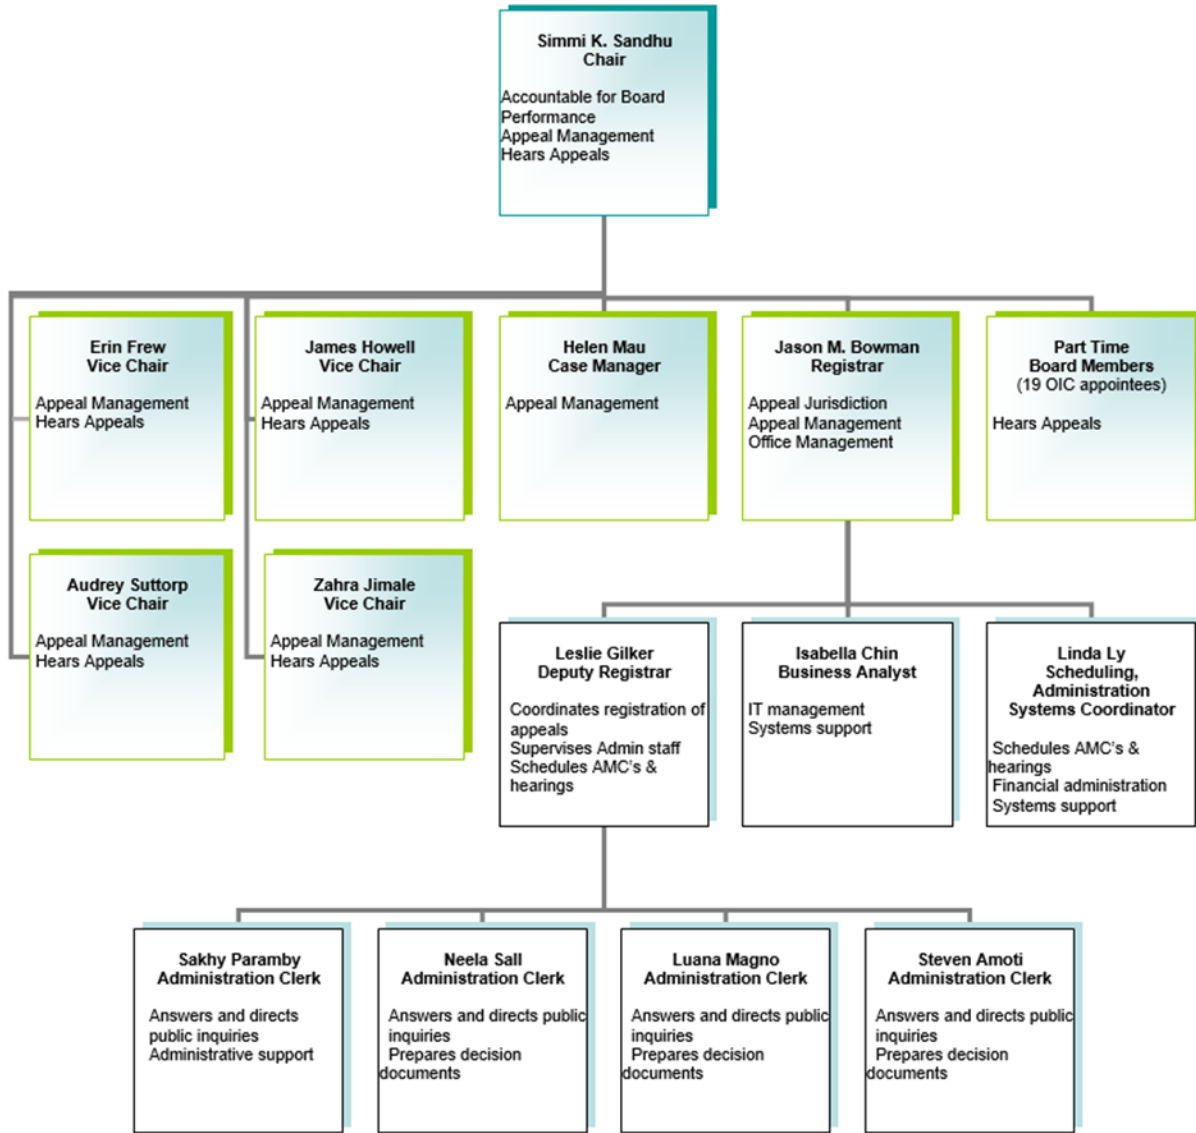 Simmi K. Sandhu
Chair
Accountable for Board
Performance
Appeal Management
Hears Appeals
Erin Frew
Vice Chair
Appeal Management
Hears Appeals
James Howell
Vice Chair
Appeal Management
Hears Appeals
Helen Mau
Case Manager
Appeal Management
Jason M. Bowman
Registrar
Appeal Jurisdiction
Appeal Management
Office Management
Part Time
Board Members
(19 OIC appointees)
Hears Appeals
Audrey Suttorp
Vice Chair
Appeal Management
Hears Appeals
Zahra Jimale
Vice Chair
Appeal Management
Hears Appeals
Leslie Gilker
Deputy Registrar
Coordinates registration of
appeals
Supervises Admin staff
Schedules AMC's &
hearings
Isabella Chin
Business Analyst
IT management
Systems support
Linda Ly
Scheduling,
Administration
Systems Coordinator
Schedules AMC's &
hearings
Financial administration
Systems support
Sakhy Paramby
Administration Clerk
Answers and directs
public inquiries
Administrative support
Neela Sall
Administration Clerk
Answers and directs public
inquiries
Prepares decision
documents
Luana Magno
Administration Clerk
Answers and directs public
inquiries
Prepares decision
documents
Steven Amoti
Administration Clerk
Answers and directs public
inquiries
Prepares decision
documents